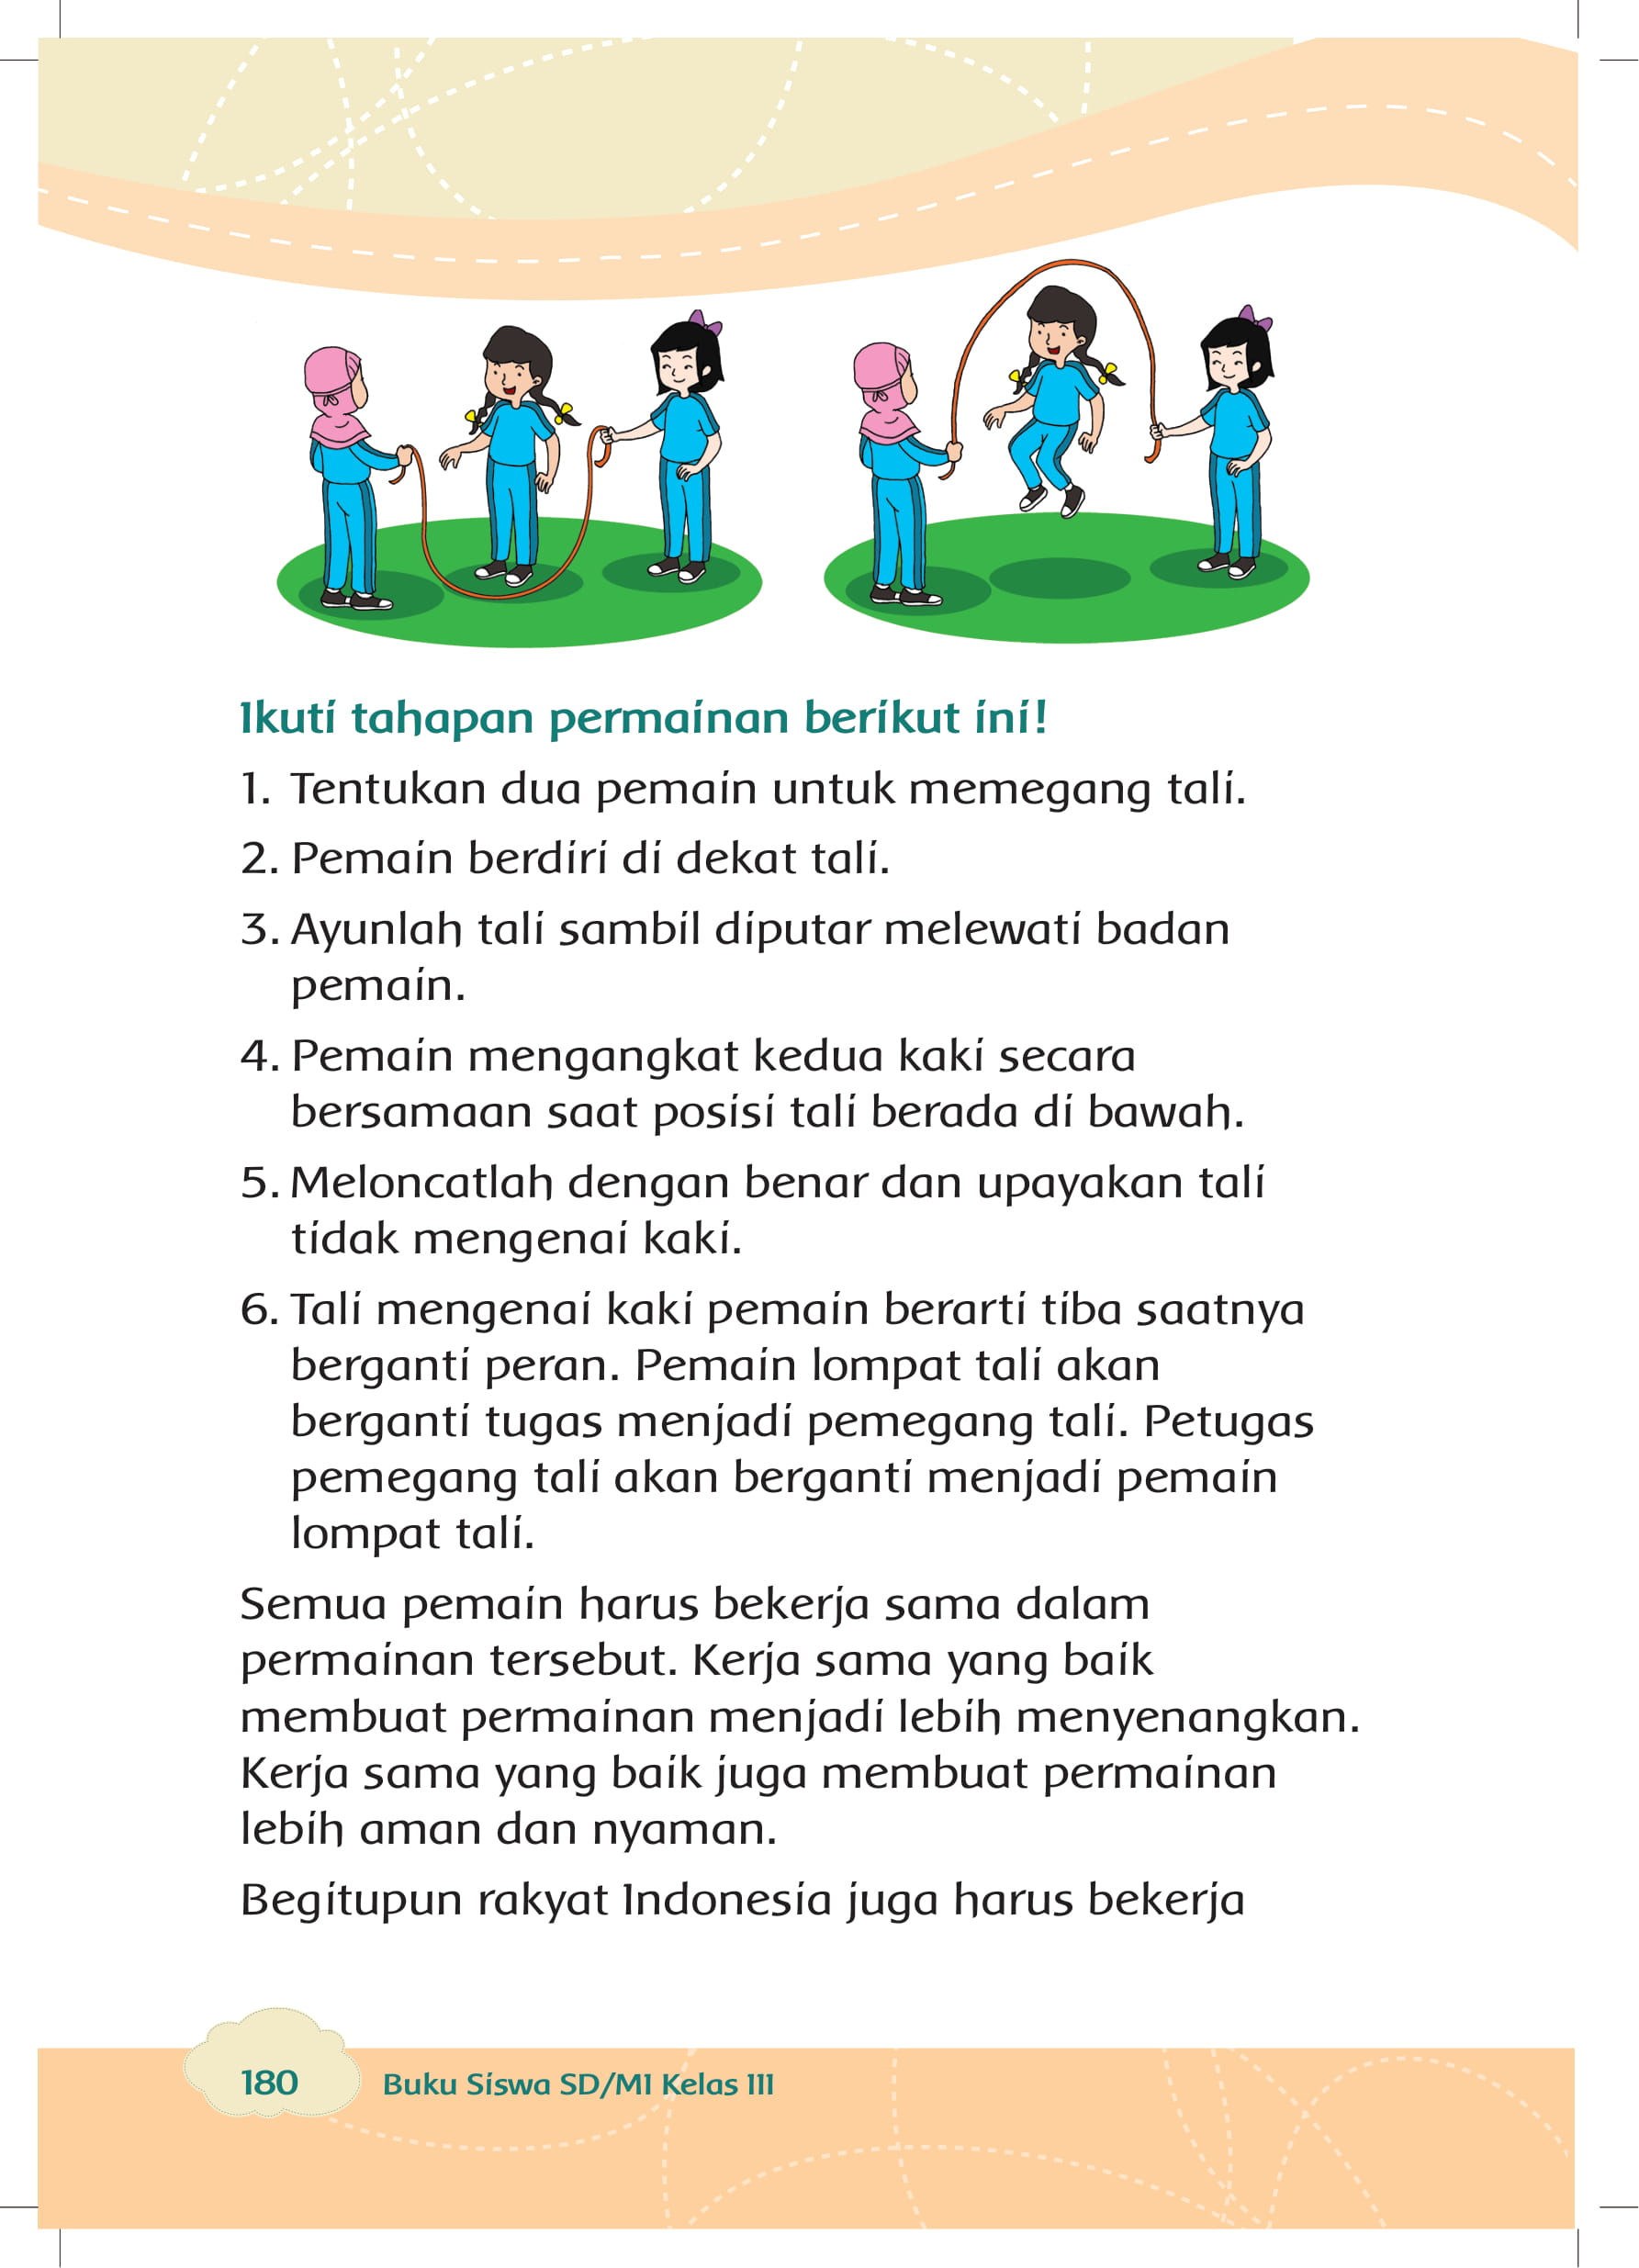 Ikuti tahapan permainan berikut ini!
1. Tentukan dua pemain untuk memegang tali.
2. Pemain berdiri di dekat tali.
3. Ayunlah tali sambil diputar melewati badan
pemain.
4. Pemain mengangkat kedua kaki secara
bersamaan saat posisi tali berada di bawah.
5. Meloncatlah dengan benar dan upayakan tali
tidak mengenai kaki.
6. Tali mengenai kaki pemain berarti tiba saatnya
berganti peran. Pemain lompat tali akan
berganti tugas menjadi pemegang tali. Petugas
pemegang tali akan berganti menjadi pemain
lompat tali.
Semua pemain harus bekerja sama dalam
permainan tersebut. Kerja sama yang baik
membuat permainan menjadi lebih menyenangkan.
Kerja sama yang baik juga membuat permainan
lebih aman dan nyaman.
Begitupun rakyat Indonesia juga harus bekerja
180 Buku Siswa SD/MI Kelas III